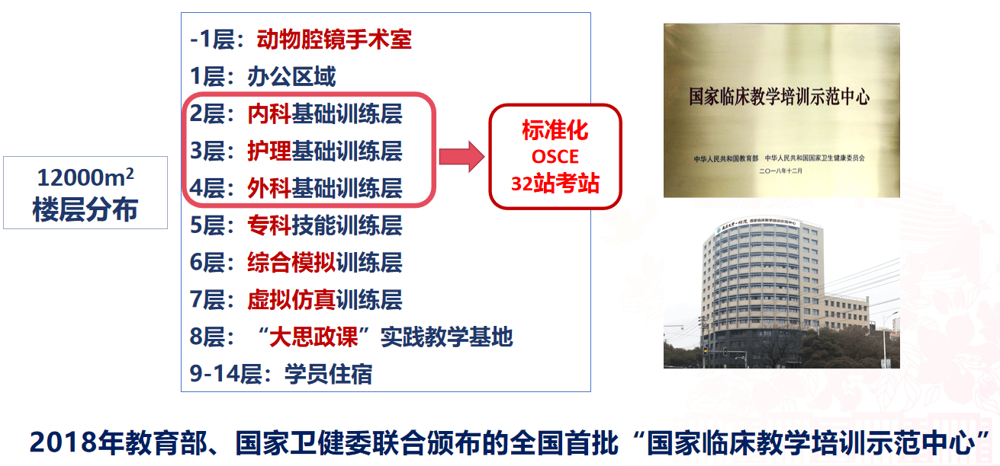 12000m²
楼层分布
-1层：动物腔镜手术室
1层：办公区域
2层：内科基础训练层
3层：护理基础训练层
4层：外科基础训练层
5层：专科技能训练层
6层：综合模拟训练层
7层：虚拟仿真训练层
8层：“大思政课”实践教学基地
9-14层：学员住宿
标准化
OSCE
32站考站
国家临床教学培训示范中心
中华人民共和国教育部 中华人民共和国国家卫生健康委员会
二〇一八年十二月
国家临床教学培训示范中心
2018年教育部、国家卫健委联合颁布的全国首批“国家临床教学培训示范中心”